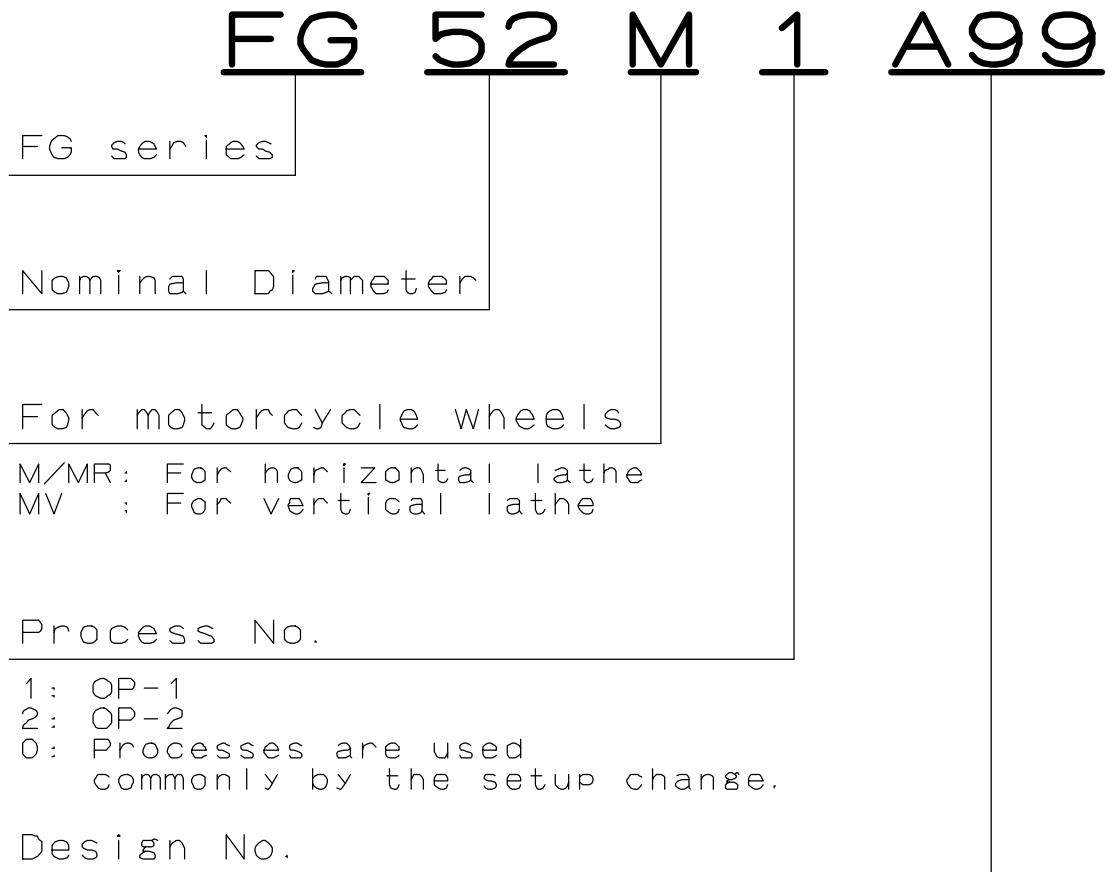 FG 52 M 1 A99
FG series
Nominal Diameter
For motorcycle wheels
M/MR: For horizontal lathe
MV : For vertical lathe
Process No.
1: OP-1
2: OP-2
0: Processes are used
commonly by the setup change.
Design No.